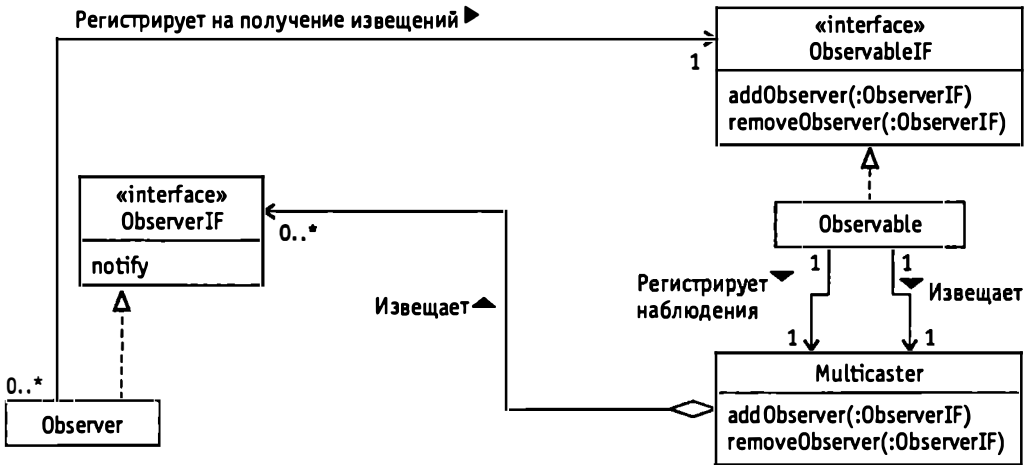 Регистрирует на получение извещений
1
«interface»
ObservableIF
addObserver(:ObserverIF)
removeObserver(:ObserverIF)
«interface»
ObserverIF
notify
0..*
Observable
1
1
Регистрирует
наблюдения
Извещает
Извещает
1
1
0..*
Observer
Multicaster
addObserver(:ObserverIF)
removeObserver(:ObserverIF)